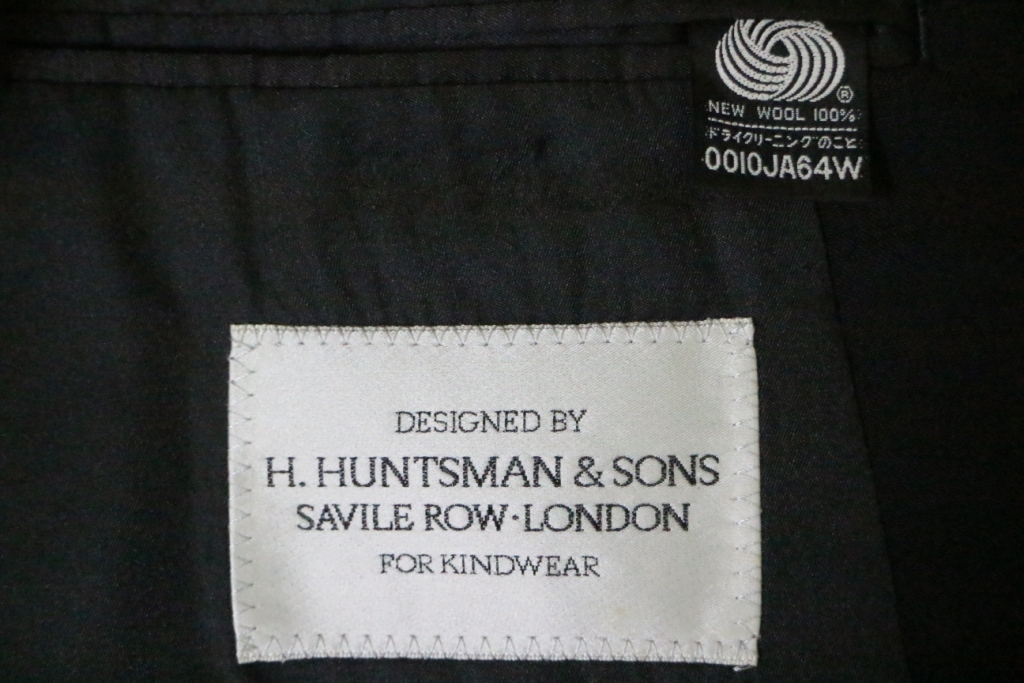 ®
NEW WOOL 100%
ドライクリーニングのこと
0010JA64W
DESIGNED BY
H. HUNTSMAN & SONS
SAVILE ROW·LONDON
FOR KINDWEAR